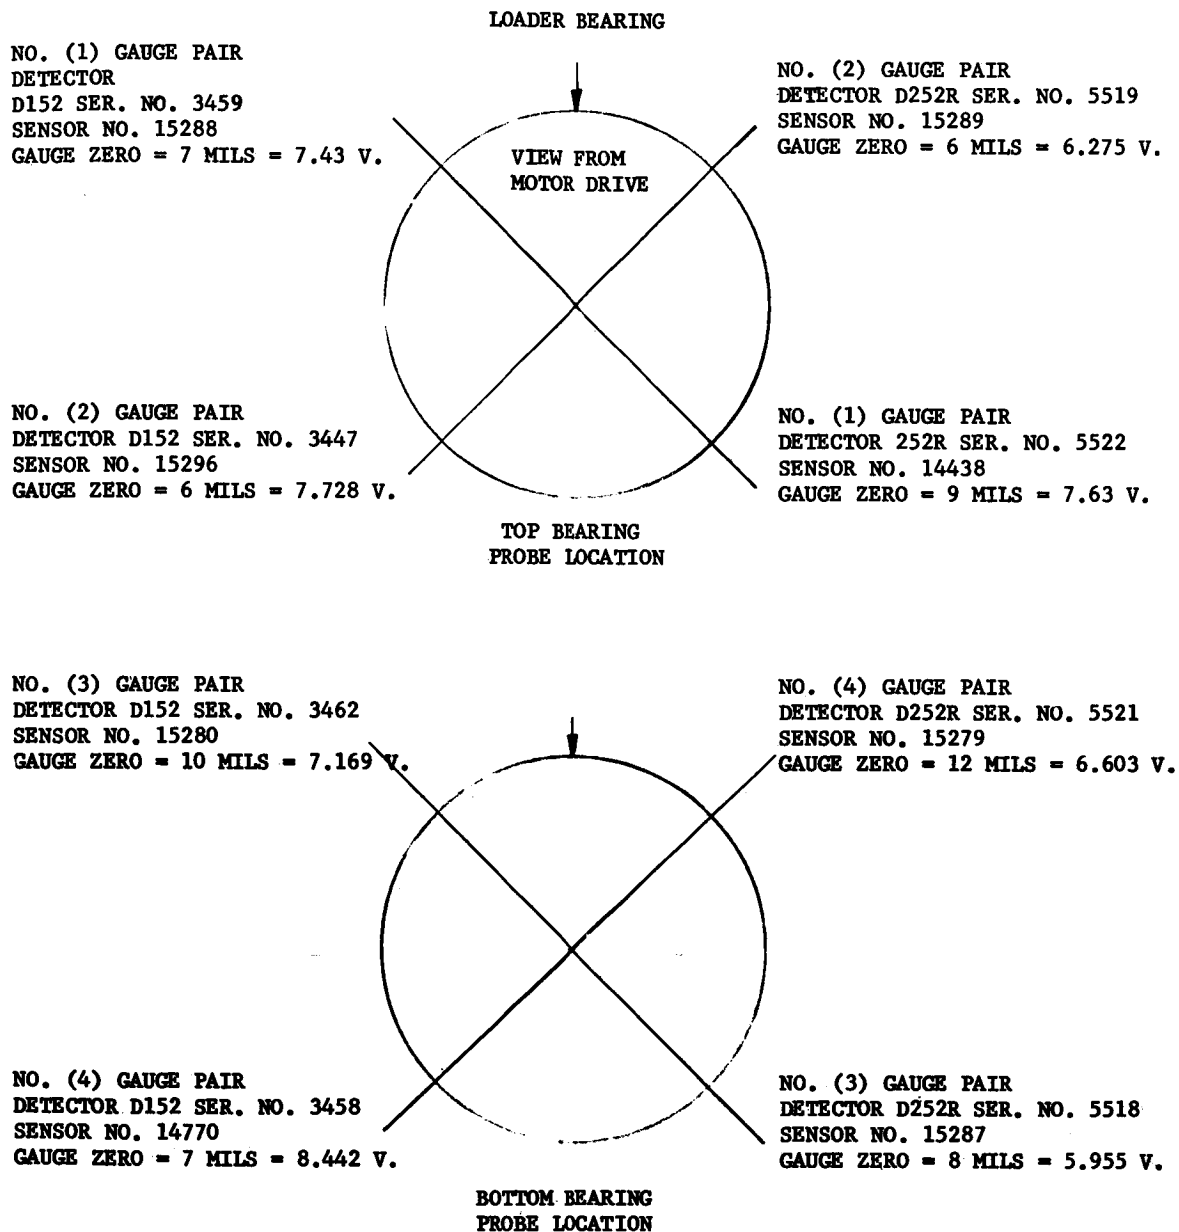 LOADER BEARING
NO. (1) GAUGE PAIR
DETECTOR
D152 SER. NO. 3459
SENSOR NO. 15288
GAUGE ZERO = 7 MILS = 7.43 V.
NO. (2) GAUGE PAIR
DETECTOR D252R SER. NO. 5519
SENSOR NO. 15289
GAUGE ZERO = 6 MILS = 6.275 V.
VIEW FROM
MOTOR DRIVE
NO. (2) GAUGE PAIR
DETECTOR D152 SER. NO. 3447
SENSOR NO. 15296
GAUGE ZERO = 6 MILS = 7.728 V.
NO. (1) GAUGE PAIR
DETECTOR 252R SER. NO. 5522
SENSOR NO. 14438
GAUGE ZERO = 9 MILS = 7.63 V.
TOP BEARING
PROBE LOCATION
NO. (3) GAUGE PAIR
DETECTOR D152 SER. NO. 3462
SENSOR NO. 15280
GAUGE ZERO = 10 MILS = 7.169 V.
NO. (4) GAUGE PAIR
DETECTOR D252R SER. NO. 5521
SENSOR NO. 15279
GAUGE ZERO = 12 MILS = 6.603 V.
NO. (4) GAUGE PAIR
DETECTOR D152 SER. NO. 3458
SENSOR NO. 14770
GAUGE ZERO = 7 MILS = 8.442 V.
NO. (3) GAUGE PAIR
DETECTOR D252R SER. NO. 5518
SENSOR NO. 15287
GAUGE ZERO = 8 MILS = 5.955 V.
BOTTOM BEARING
PROBE LOCATION